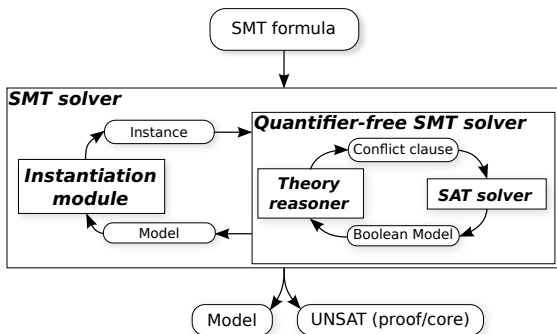 SMT formula
SMT solver
Instance
Quantifier-free SMT solver
Conflict clause
Instantiation
module
Theory
reasoner
SAT solver
Model
Boolean Model
Model
UNSAT (proof/core)